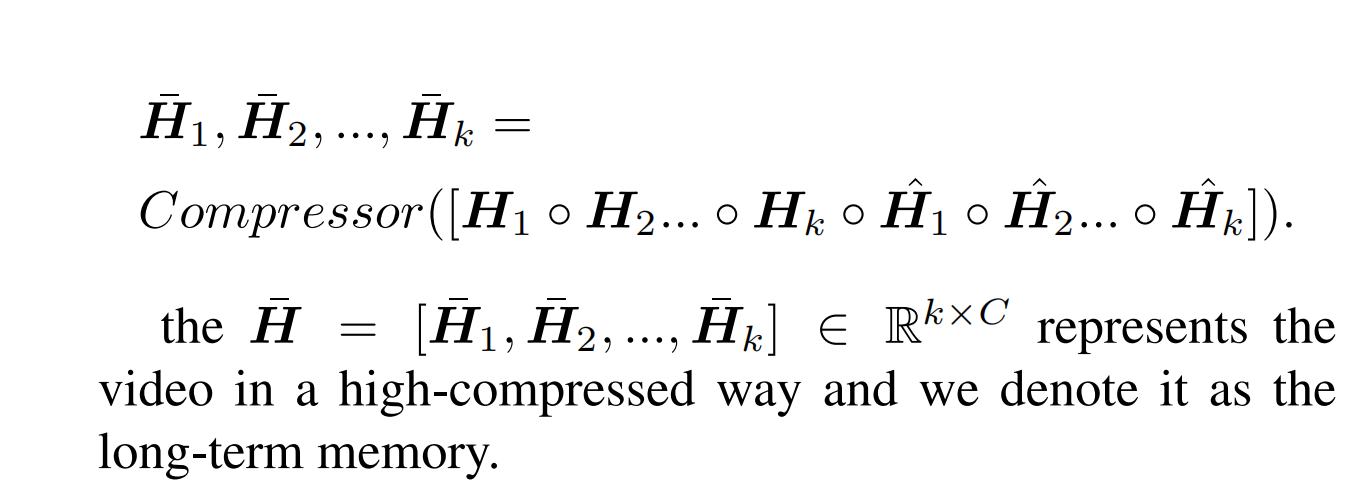 H̄₁, H̄₂, ..., H̄ₖ =
Compressor([H₁ ∘ H₂... ∘ Hₖ ∘ Ĥ₁ ∘ Ĥ₂... ∘ Ĥₖ]).
the H̄ = [H̄₁, H̄₂, ..., H̄ₖ] ∈ ℝᵏ×ᶜ represents the
video in a high-compressed way and we denote it as the
long-term memory.